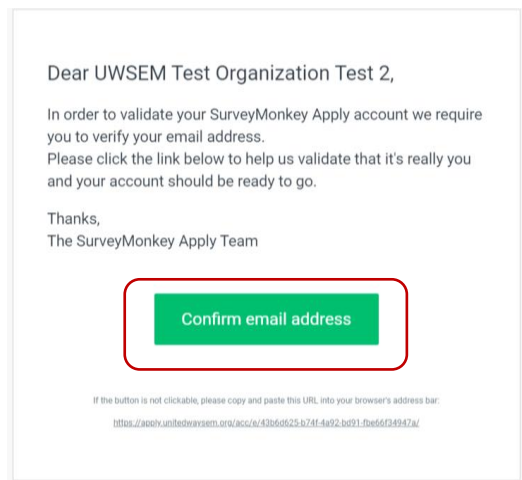 Dear UWSEM Test Organization Test 2,
In order to validate your SurveyMonkey Apply account we require
you to verify your email address.
Please click the link below to help us validate that it's really you
and your account should be ready to go.
Thanks,
The SurveyMonkey Apply Team
Confirm email address
If the button is not clickable, please copy and paste this URL into your browser's address bar:
https://apply.unitedwaysem.org/acc/e/43b6d625-b74f-4a92-bd91-fbe66f34947a/